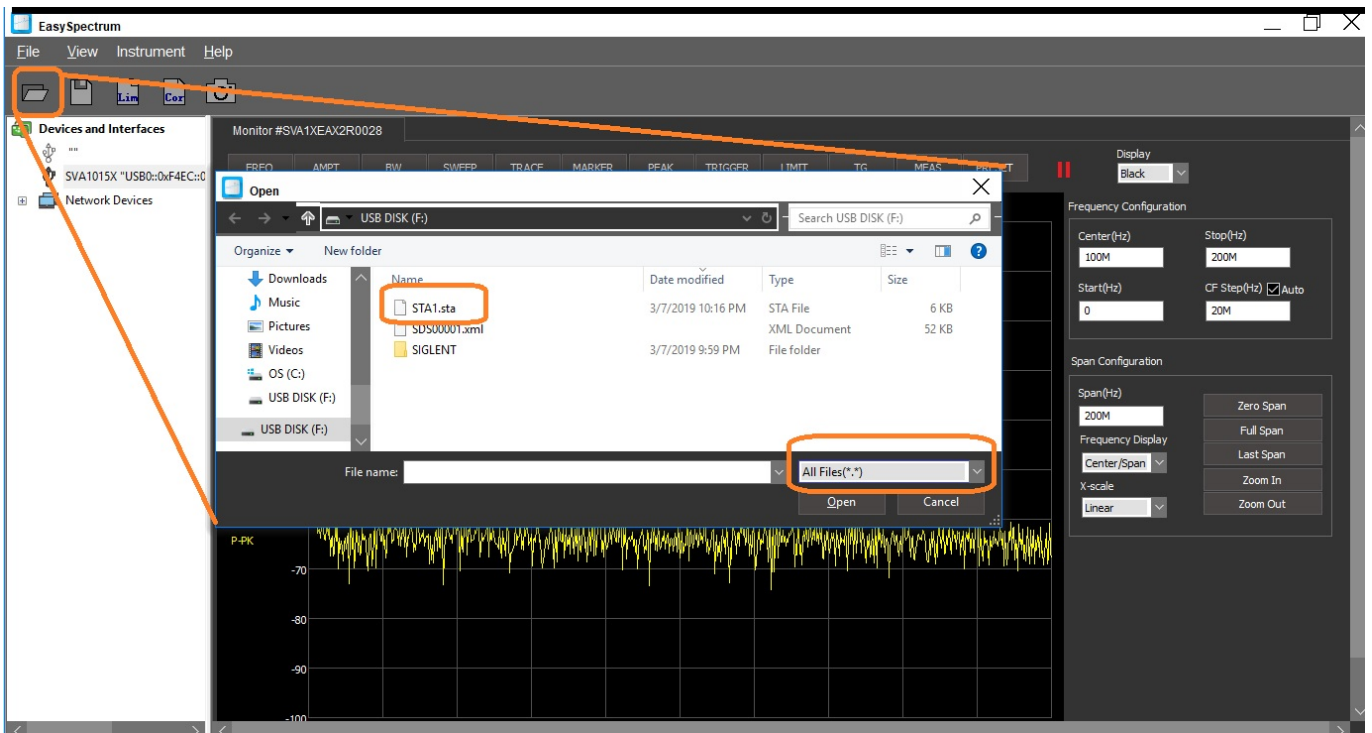 EasySpectrum
File View Instrument Help
Lim Cor
Devices and Interfaces
""
SVA1015X "USB0::0xF4EC::0
Network Devices
Monitor #SVA1XEAX2R0028
FREQ AMPT BW SWEEP TRACE MARKER PEAK TRIGGER LIMIT TG MEAS PRESET
Display
Black
Open
USB DISK (F:)
Search USB DISK (F:)
Organize New folder
Downloads
Music
Pictures
Videos
OS (C:)
USB DISK (F:)
USB DISK (F:)
Name Date modified Type Size
STA1.sta 3/7/2019 10:16 PM STA File 6 KB
SDS00001.xml XML Document 52 KB
SIGLENT 3/7/2019 9:59 PM File folder
File name: All Files(*.*)
Open Cancel
Frequency Configuration
Center(Hz) Stop(Hz)
100M 200M
Start(Hz) CF Step(Hz) Auto
0 20M
Span Configuration
Span(Hz)
200M
Frequency Display
Center/Span
X-scale
Linear
Zero Span
Full Span
Last Span
Zoom In
Zoom Out
P-PK
-70
-80
-90
-100